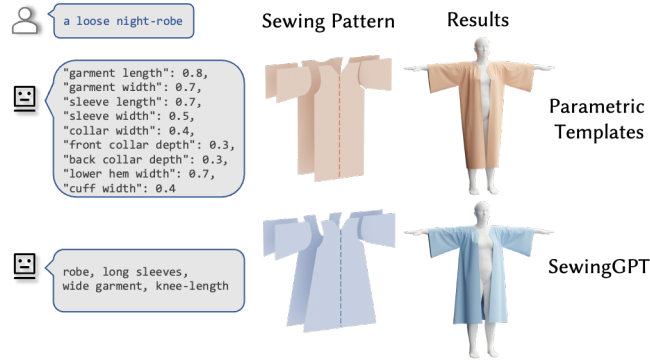 a loose night-robe
Sewing Pattern
Results
"garment length": 0.8,
"garment width": 0.7,
"sleeve length": 0.7,
"sleeve width": 0.5,
"collar width": 0.4,
"front collar depth": 0.3,
"back collar depth": 0.3,
"lower hem width": 0.7,
"cuff width": 0.4
Parametric
Templates
robe, long sleeves,
wide garment, knee-length
SewingGPT